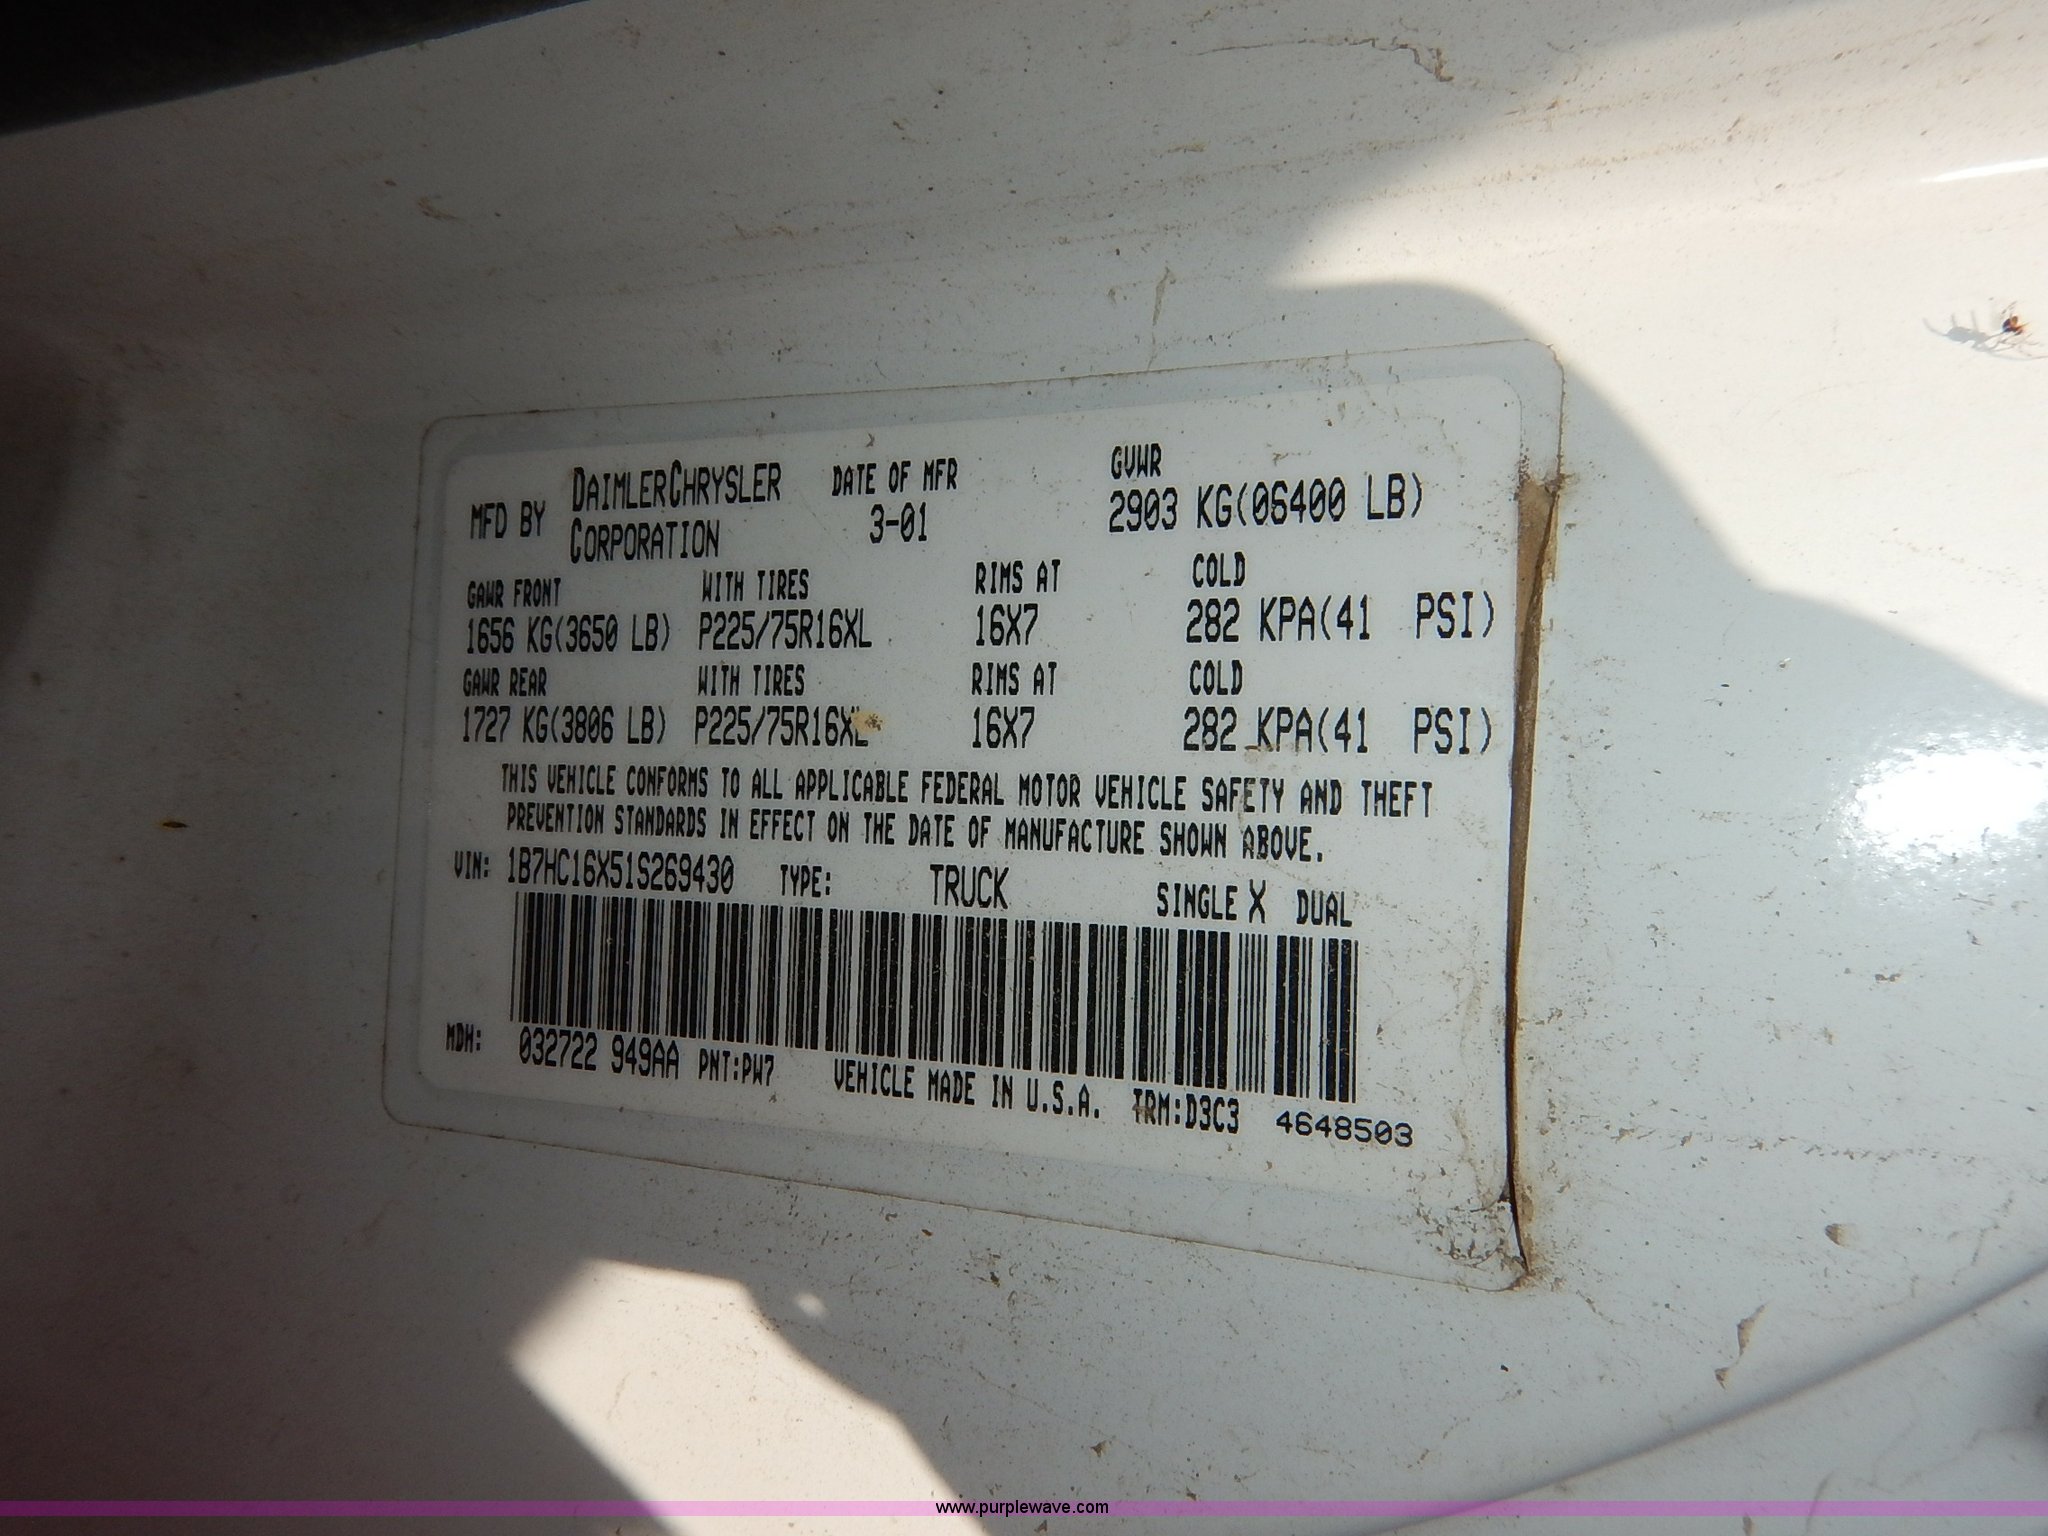 MFD BY DAIMLERCHRYSLER CORPORATION DATE OF MFR 3-01 GVWR 2903 KG(06400 LB)
GAWR FRONT WITH TIRES RIMS AT COLD
1656 KG(3650 LB) P225/75R16XL 16X7 282 KPA(41 PSI)
GAWR REAR WITH TIRES RIMS AT COLD
1727 KG(3806 LB) P225/75R16XL 16X7 282 KPA(41 PSI)
THIS VEHICLE CONFORMS TO ALL APPLICABLE FEDERAL MOTOR VEHICLE SAFETY AND THEFT
PREVENTION STANDARDS IN EFFECT ON THE DATE OF MANUFACTURE SHOWN ABOVE.
VIN: 1B7HC16X51S269430 TYPE: TRUCK SINGLE X DUAL
MDH: 032722 949AA PNT:PW7 VEHICLE MADE IN U.S.A. TRM:D3C3 4648503
www.purplewave.com